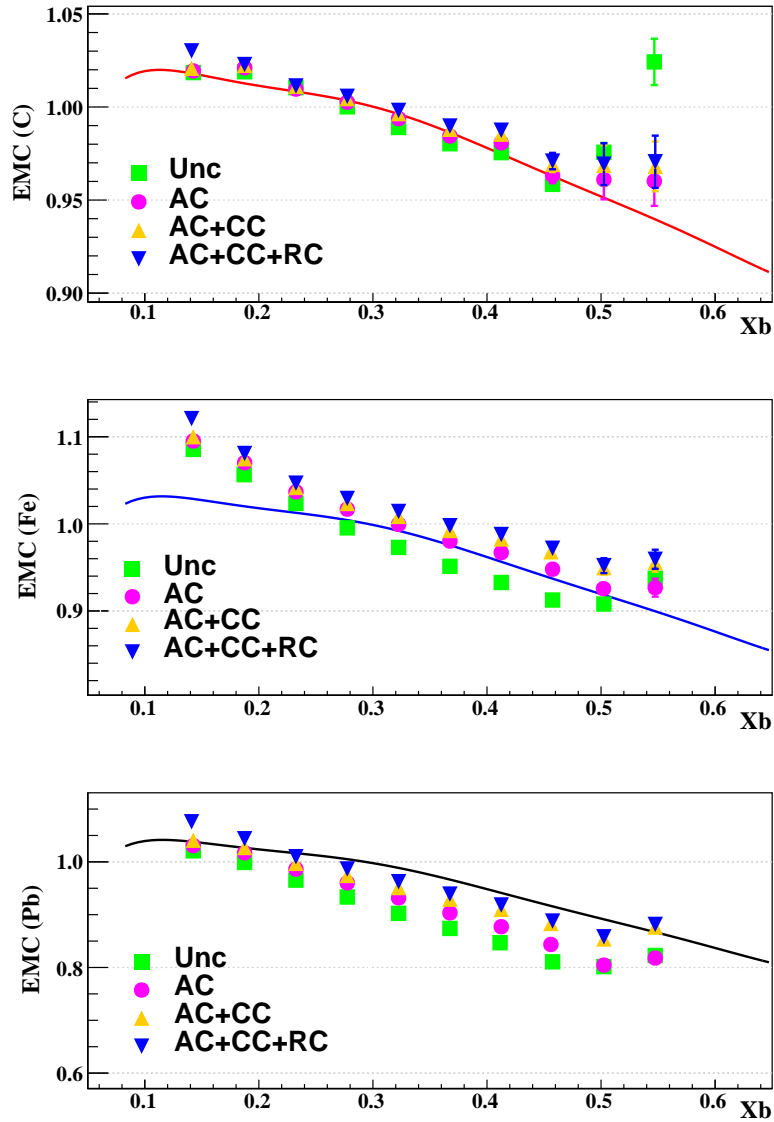 1.05
1.00
0.95
0.90
EMC (C)
Unc
AC
AC+CC
AC+CC+RC
0.1 0.2 0.3 0.4 0.5 0.6
Xb
1.1
1.0
0.9
EMC (Fe)
Unc
AC
AC+CC
AC+CC+RC
0.1 0.2 0.3 0.4 0.5 0.6
Xb
1.0
0.8
0.6
EMC (Pb)
Unc
AC
AC+CC
AC+CC+RC
0.1 0.2 0.3 0.4 0.5 0.6
Xb